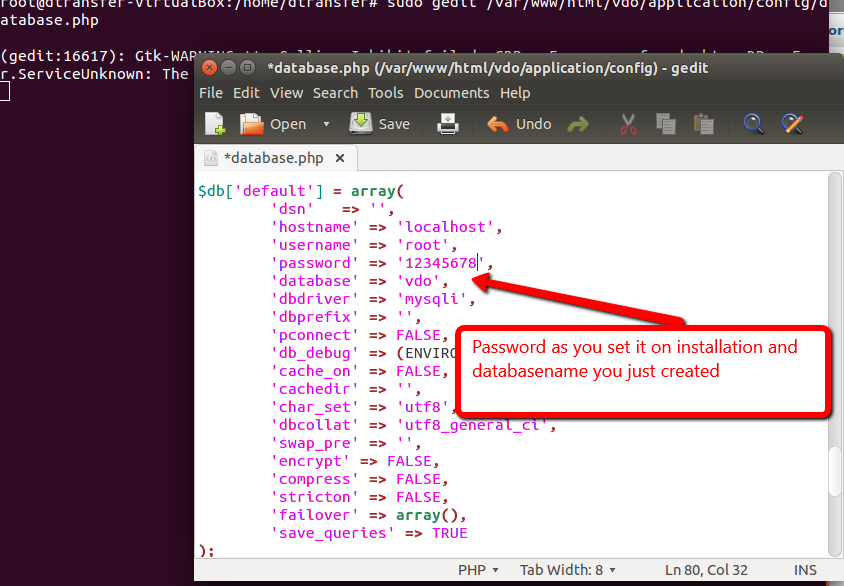 root@dtransfer-VirtualBox:/home/dtransfer# sudo gedit /var/www/html/vdo/application/config/d
atabase.php
(gedit:16617): Gtk-WARNING
r.ServiceUnknown: The
*database.php (/var/www/html/vdo/application/config) - gedit
File Edit View Search Tools Documents Help
Open Save Undo
*database.php
$db['default'] = array(
'dsn' => '',
'hostname' => 'localhost',
'username' => 'root',
'password' => '12345678',
'database' => 'vdo',
'dbdriver' => 'mysqli',
'dbprefix' => '',
'pconnect' => FALSE,
'db_debug' => (ENVIRO
'cache_on' => FALSE,
'cachedir' => '',
'char_set' => 'utf8',
'dbcollat' => 'utf8_general_ci',
'swap_pre' => '',
'encrypt' => FALSE,
'compress' => FALSE,
'stricton' => FALSE,
'failover' => array(),
'save_queries' => TRUE
);
Password as you set it on installation and
databasename you just created
PHP Tab Width: 8 Ln 80, Col 32 INS